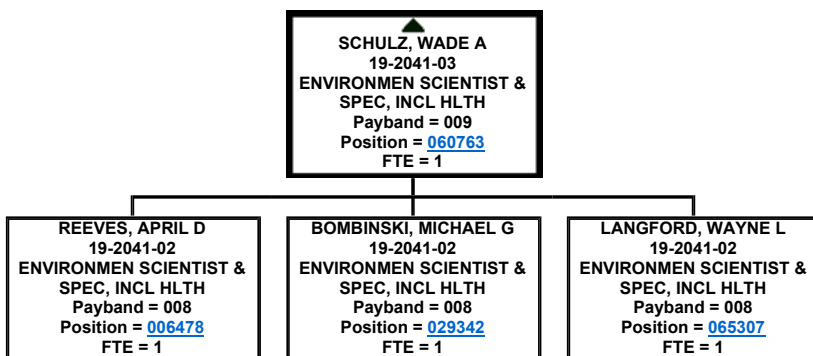 SCHULZ, WADE A
19-2041-03
ENVIRONMEN SCIENTIST &
SPEC, INCL HLTH
Payband = 009
Position = 060763
FTE = 1
REEVES, APRIL D
19-2041-02
ENVIRONMEN SCIENTIST &
SPEC, INCL HLTH
Payband = 008
Position = 006478
FTE = 1
BOMBINSKI, MICHAEL G
19-2041-02
ENVIRONMEN SCIENTIST &
SPEC, INCL HLTH
Payband = 008
Position = 029342
FTE = 1
LANGFORD, WAYNE L
19-2041-02
ENVIRONMEN SCIENTIST &
SPEC, INCL HLTH
Payband = 008
Position = 065307
FTE = 1